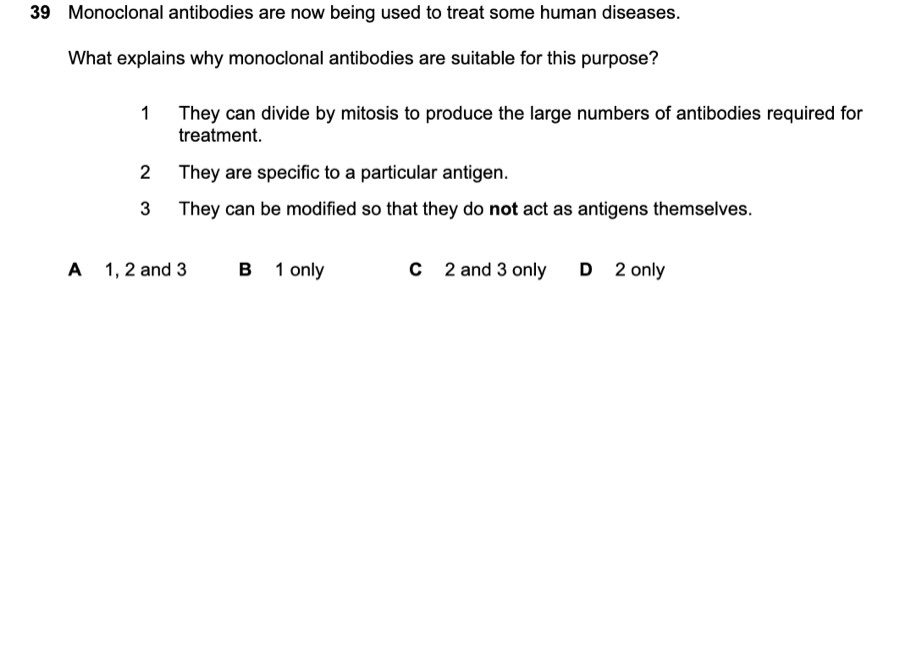 39 Monoclonal antibodies are now being used to treat some human diseases.
What explains why monoclonal antibodies are suitable for this purpose?
1 They can divide by mitosis to produce the large numbers of antibodies required for
treatment.
2 They are specific to a particular antigen.
3 They can be modified so that they do not act as antigens themselves.
A 1, 2 and 3 B 1 only C 2 and 3 only D 2 only